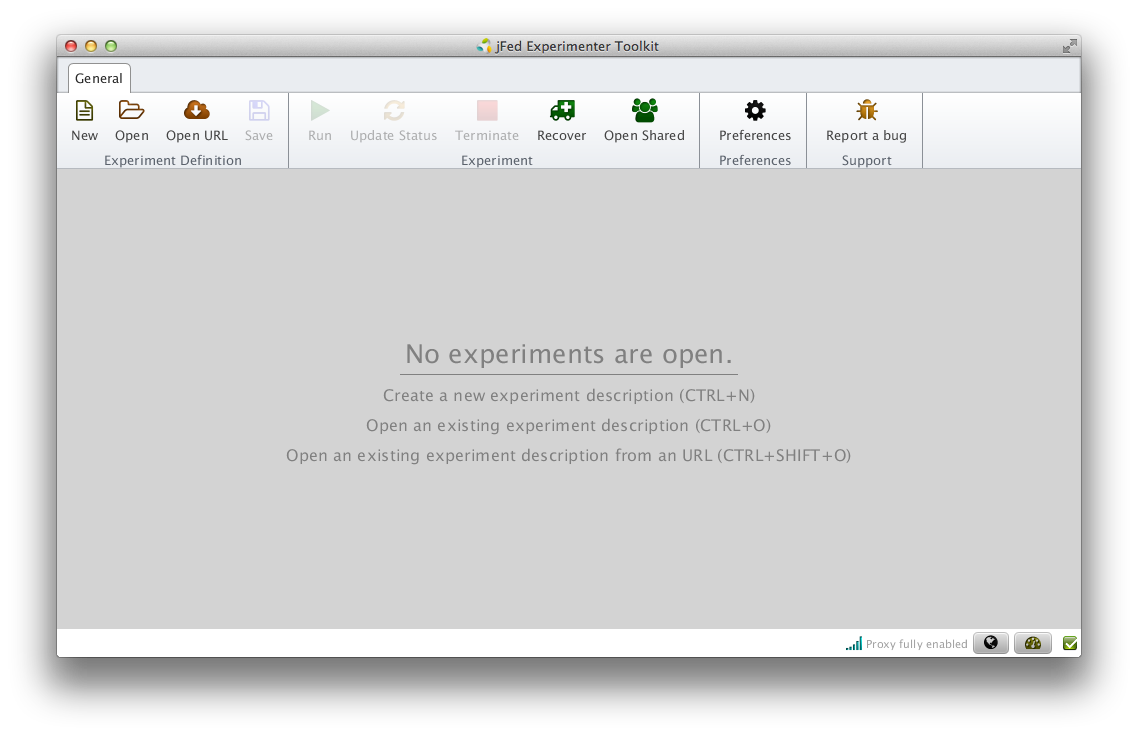 jFed Experimenter Toolkit
General
New Open Open URL Save Run Update Status Terminate Recover Open Shared Preferences Report a bug
Experiment Definition Experiment Preferences Support
No experiments are open.
Create a new experiment description (CTRL+N)
Open an existing experiment description (CTRL+O)
Open an existing experiment description from an URL (CTRL+SHIFT+O)
Proxy fully enabled